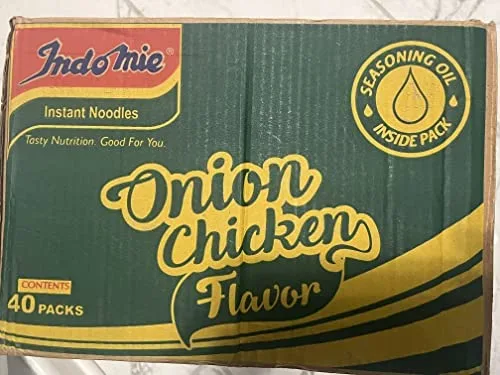 Indomie®
Instant Noodles
Tasty Nutrition. Good For You.
SEASONING OIL
INSIDE PACK
Onion
Chicken
Flavor
CONTENTS
40 PACKS